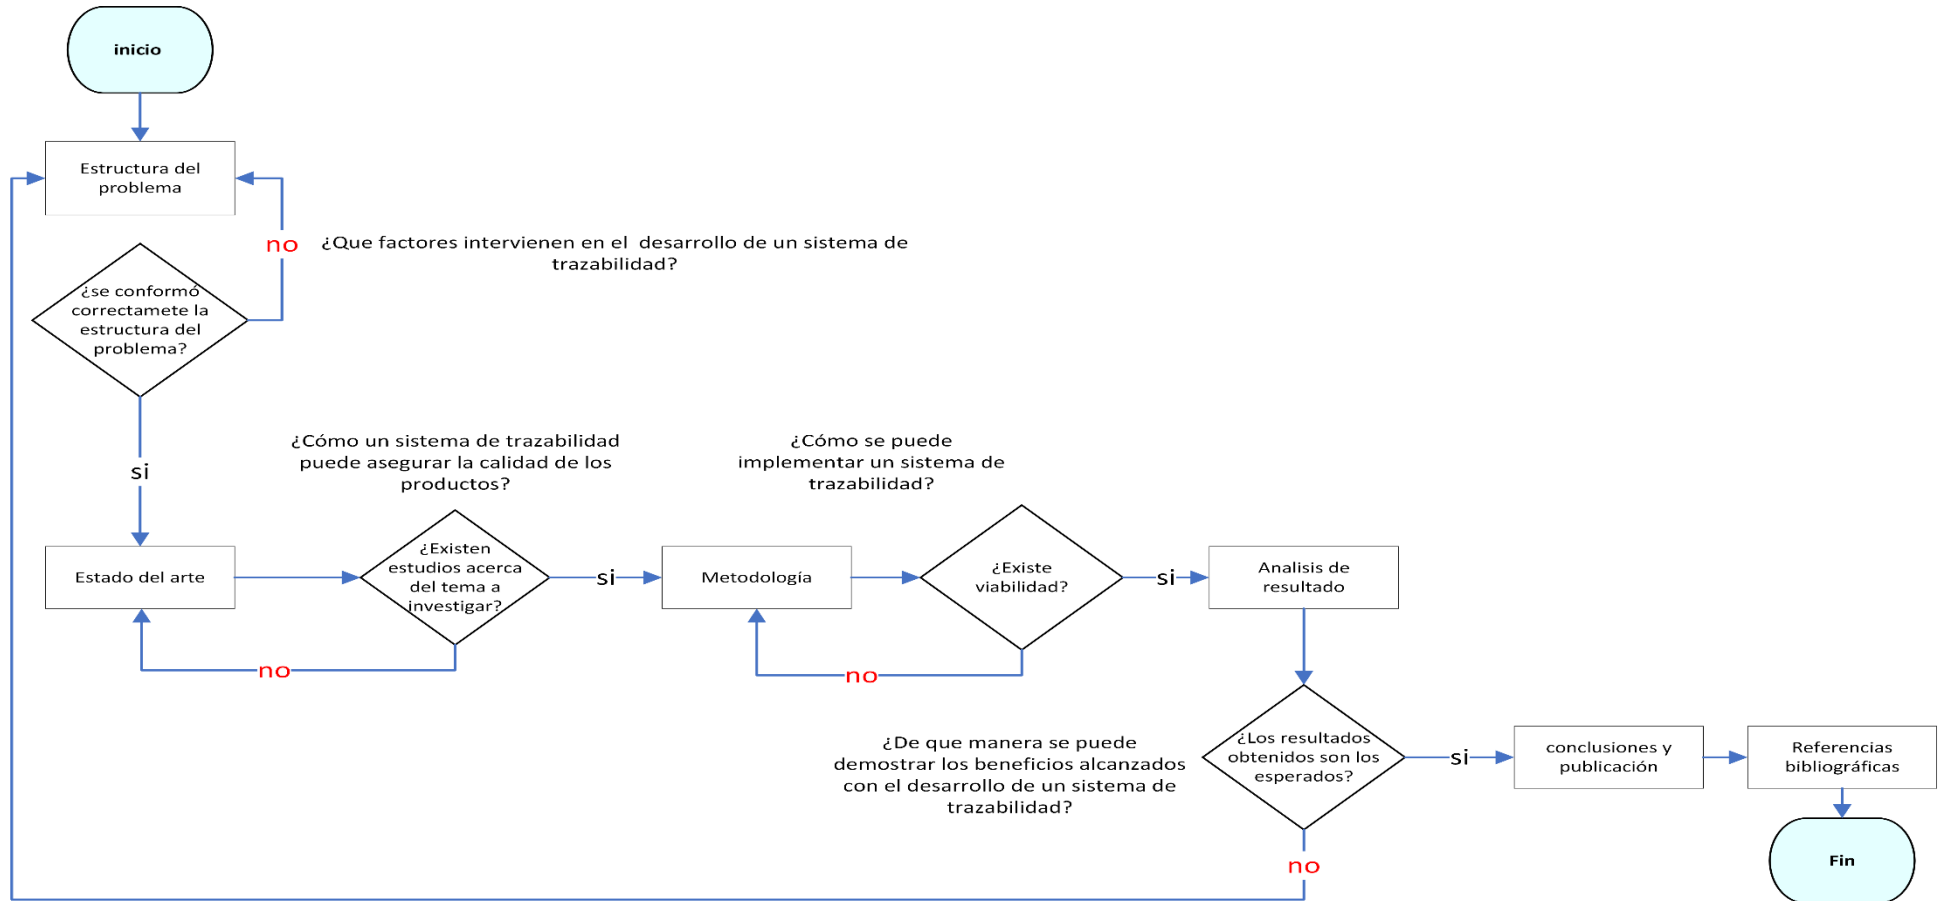 inicio
Estructura del
problema
no
¿Que factores intervienen en el desarrollo de un sistema de
trazabilidad?
¿se conformó
correctamete la
estructura del
problema?
si
¿Cómo un sistema de trazabilidad
puede asegurar la calidad de los
productos?
¿Cómo se puede
implementar un sistema de
trazabilidad?
Estado del arte
¿Existen
estudios acerca
del tema a
investigar?
si
no
Metodología
¿Existe
viabilidad?
si
no
Analisis de
resultado
¿De que manera se puede
demostrar los beneficios alcanzados
con el desarrollo de un sistema de
trazabilidad?
¿Los resultados
obtenidos son los
esperados?
si
no
conclusiones y
publicación
Referencias
bibliográficas
Fin